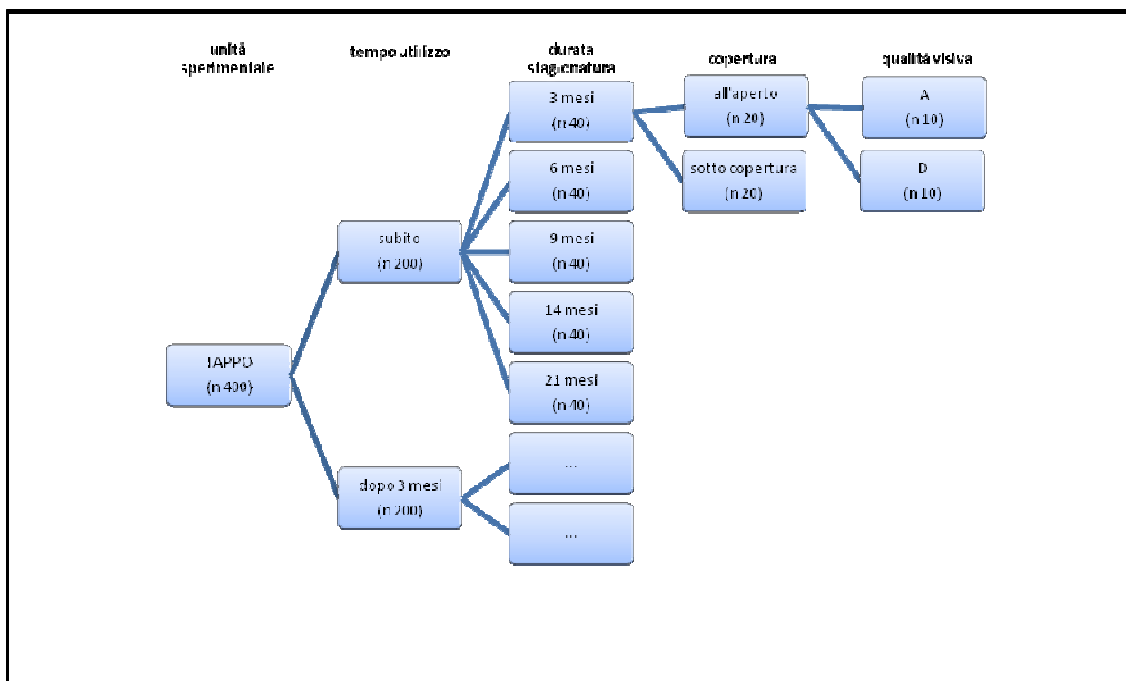 unità
sperimentale
tempo utilizzo
durata
stagionatura
copertura
qualità visiva
3 mesi
(n 40)
all'aperto
(n 20)
A
(n 10)
6 mesi
(n 40)
sotto copertura
(n 20)
D
(n 10)
subito
(n 200)
9 mesi
(n 40)
14 mesi
(n 40)
TAPPO
(n 400)
21 mesi
(n 40)
dopo 3 mesi
(n 200)
...
...